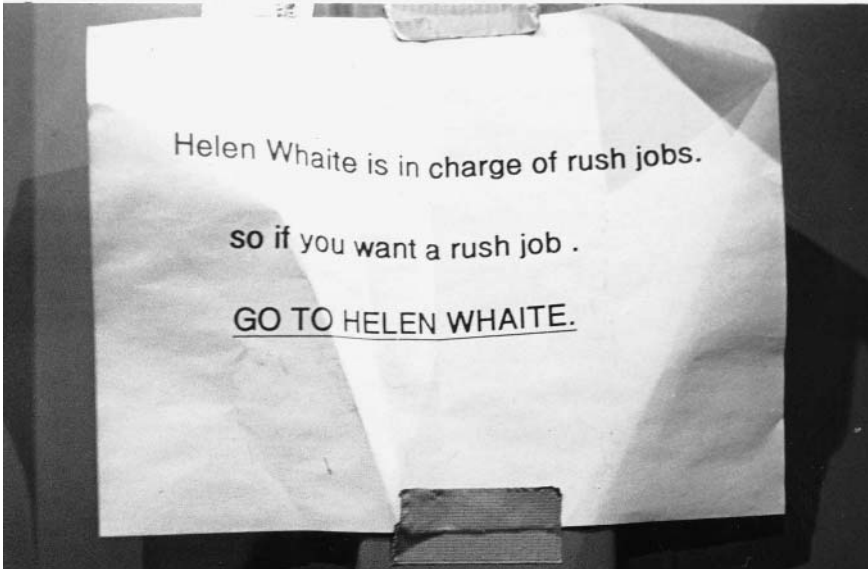 Helen Whaite is in charge of rush jobs.
so if you want a rush job .
GO TO HELEN WHAITE.